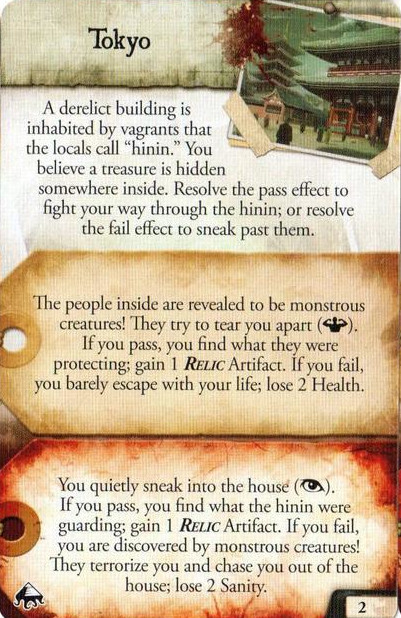 Tokyo
A derelict building is
inhabited by vagrants that
the locals call “hinin.” You
believe a treasure is hidden
somewhere inside. Resolve the pass effect to
fight your way through the hinin; or resolve
the fail effect to sneak past them.
The people inside are revealed to be monstrous
creatures! They try to tear you apart ( ).
If you pass, you find what they were
protecting; gain 1 RELIC Artifact. If you fail,
you barely escape with your life; lose 2 Health.
You quietly sneak into the house ( ).
If you pass, you find what the hinin were
guarding; gain 1 RELIC Artifact. If you fail,
you are discovered by monstrous creatures!
They terrorize you and chase you out of the
house; lose 2 Sanity.
2